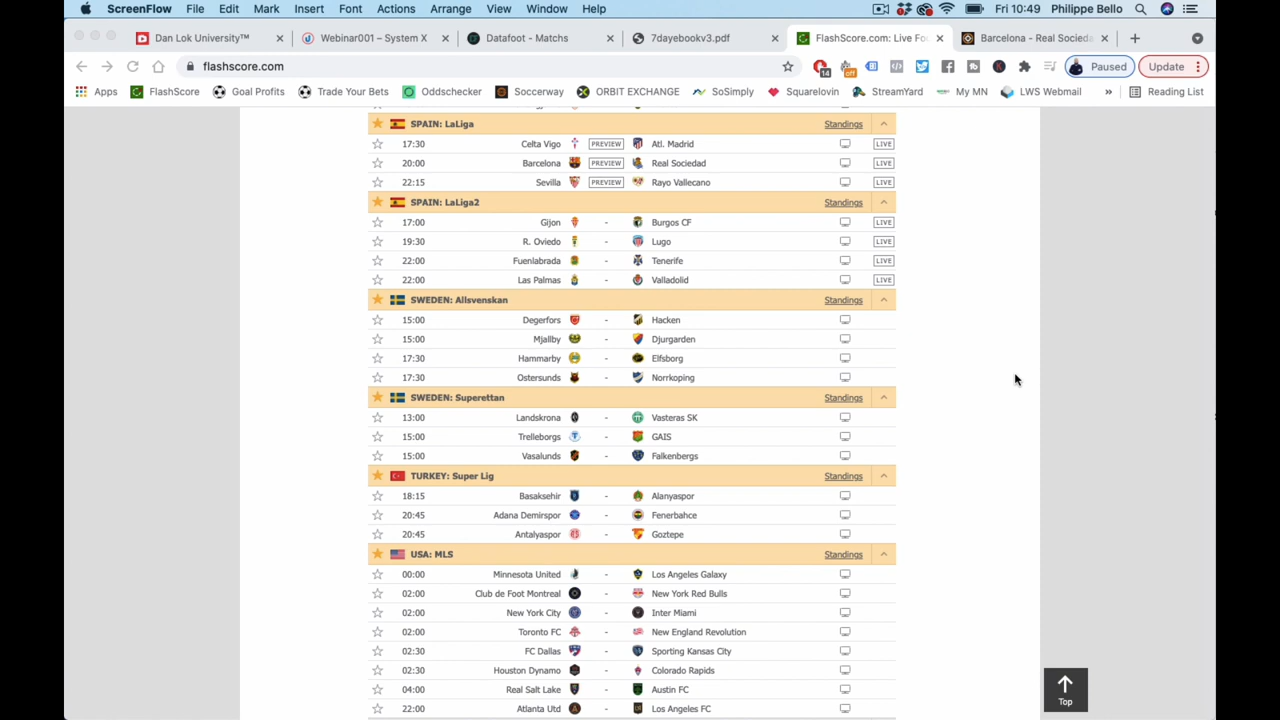 ScreenFlow File Edit Mark Insert Font Actions Arrange View Window Help Fri 10:49 Philippe Bello
Dan Lok University™ Webinar001 – System X Datafoot - Matchs 7dayebookv3.pdf FlashScore.com: Live Foo Barcelona - Real Socieda
flashscore.com 14 off Paused Update
Apps FlashScore Goal Profits Trade Your Bets Oddschecker Soccerway ORBIT EXCHANGE SoSimply Squarelovin StreamYard My MN LWS Webmail » Reading List
SPAIN: LaLiga Standings
17:30 Celta Vigo PREVIEW Atl. Madrid LIVE
20:00 Barcelona PREVIEW Real Sociedad LIVE
22:15 Sevilla PREVIEW Rayo Vallecano LIVE
SPAIN: LaLiga2 Standings
17:00 Gijon - Burgos CF LIVE
19:30 R. Oviedo - Lugo LIVE
22:00 Fuenlabrada - Tenerife LIVE
22:00 Las Palmas - Valladolid LIVE
SWEDEN: Allsvenskan Standings
15:00 Degerfors - Hacken
15:00 Mjallby - Djurgarden
17:30 Hammarby - Elfsborg
17:30 Ostersunds - Norrkoping
SWEDEN: Superettan Standings
13:00 Landskrona - Vasteras SK
15:00 Trelleborgs - GAIS
15:00 Vasalunds - Falkenbergs
TURKEY: Super Lig Standings
18:15 Basaksehir - Alanyaspor
20:45 Adana Demirspor - Fenerbahce
20:45 Antalyaspor - Goztepe
USA: MLS Standings
00:00 Minnesota United - Los Angeles Galaxy
02:00 Club de Foot Montreal - New York Red Bulls
02:00 New York City - Inter Miami
02:00 Toronto FC - New England Revolution
02:30 FC Dallas - Sporting Kansas City
02:30 Houston Dynamo - Colorado Rapids
04:00 Real Salt Lake - Austin FC
22:00 Atlanta Utd - Los Angeles FC
Top